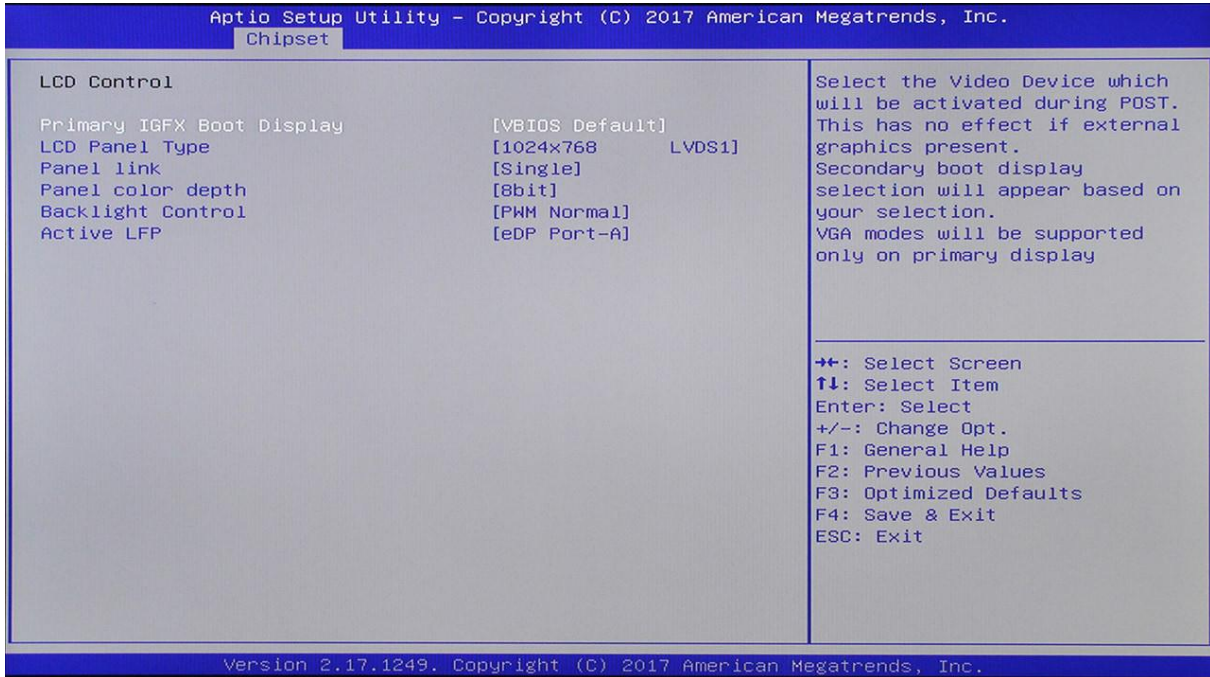 Aptio Setup Utility – Copyright (C) 2017 American Megatrends, Inc.
Chipset
LCD Control
Primary IGFX Boot Display [VBIOS Default]
LCD Panel Type [1024x768 LVDS1]
Panel link [Single]
Panel color depth [8bit]
Backlight Control [PWM Normal]
Active LFP [eDP Port-A]
Select the Video Device which
will be activated during POST.
This has no effect if external
graphics present.
Secondary boot display
selection will appear based on
your selection.
VGA modes will be supported
only on primary display
→←: Select Screen
↑↓: Select Item
Enter: Select
+/-: Change Opt.
F1: General Help
F2: Previous Values
F3: Optimized Defaults
F4: Save & Exit
ESC: Exit
Version 2.17.1249. Copyright (C) 2017 American Megatrends, Inc.